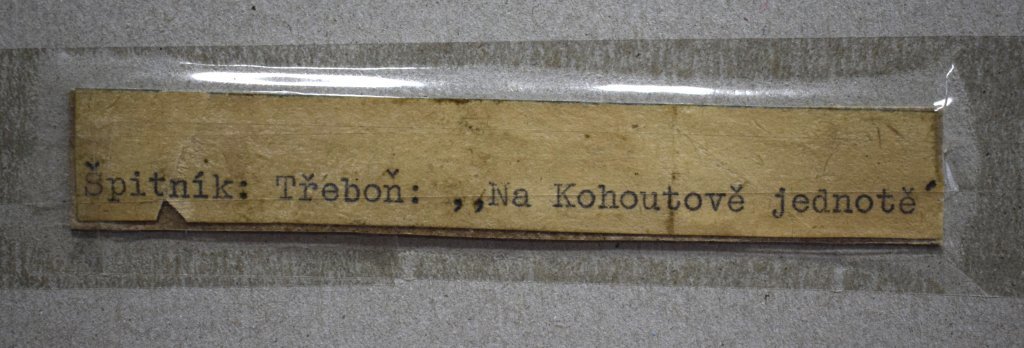 Špitník: Třeboň: ,,Na Kohoutově jednotě´